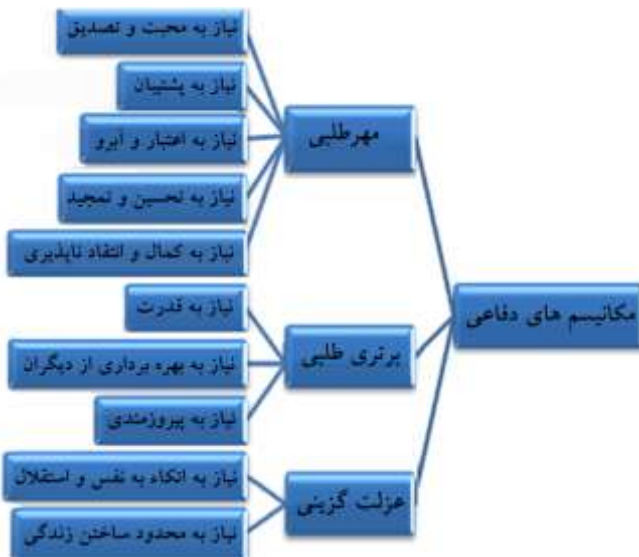 مکانیسم های دفاعی
مهرطلبی
نیاز به محبت و تصدیق
نیاز به پشتیبان
نیاز به اعتبار و آبرو
نیاز به تحسین و تمجید
نیاز به کمال و انتقاد ناپذیری
برتری طلبی
نیاز به قدرت
نیاز به بهره برداری از دیگران
نیاز به پیروزمندی
عزلت گزینی
نیاز به اتکاء به نفس و استقلال
نیاز به محدود ساختن زندگی